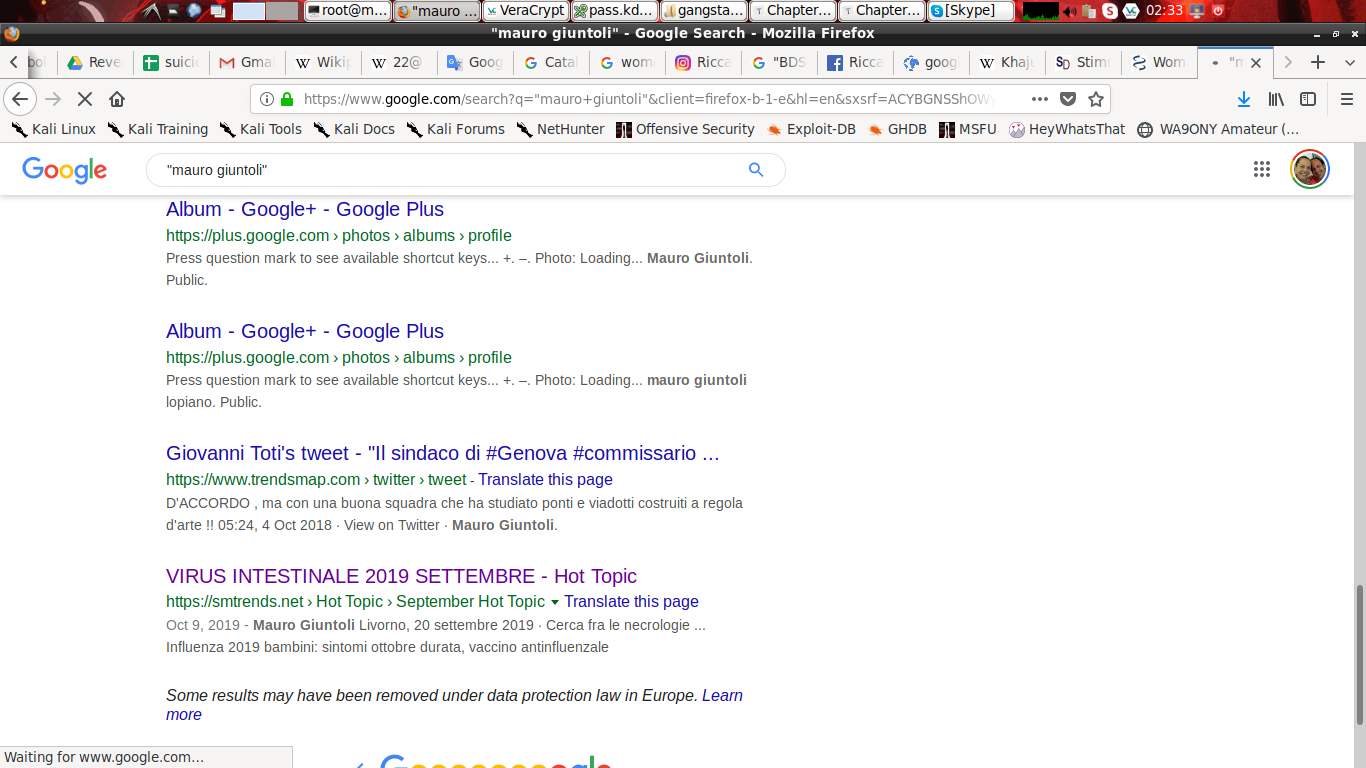 root@m...
"mauro ...
VeraCrypt
pass.kd...
gangsta...
Chapter...
Chapter...
[Skype]
02:33
"mauro giuntoli" - Google Search - Mozilla Firefox
Reve
suici
Gma
Wikip
22@
Goog
Catal
wom
Ricca
"BDS
Ricca
goog
Khaju
Stimu
Wom
"m
https://www.google.com/search?q="mauro+giuntoli"&client=firefox-b-1-e&hl=en&sxsrf=ACYBGNSShOW
Kali Linux
Kali Training
Kali Tools
Kali Docs
Kali Forums
NetHunter
Offensive Security
Exploit-DB
GHDB
MSFU
HeyWhatsThat
WA9ONY Amateur (...
Google
"mauro giuntoli"
Album - Google+ - Google Plus
https://plus.google.com › photos › albums › profile
Press question mark to see available shortcut keys... +. –. Photo: Loading... Mauro Giuntoli.
Public.
Album - Google+ - Google Plus
https://plus.google.com › photos › albums › profile
Press question mark to see available shortcut keys... +. –. Photo: Loading... mauro giuntoli
lopiano. Public.
Giovanni Toti's tweet - "Il sindaco di #Genova #commissario ...
https://www.trendsmap.com › twitter › tweet - Translate this page
D'ACCORDO , ma con una buona squadra che ha studiato ponti e viadotti costruiti a regola
d'arte !! 05:24, 4 Oct 2018 · View on Twitter · Mauro Giuntoli.
VIRUS INTESTINALE 2019 SETTEMBRE - Hot Topic
https://smtrends.net › Hot Topic › September Hot Topic Translate this page
Oct 9, 2019 - Mauro Giuntoli Livorno, 20 settembre 2019 · Cerca fra le necrologie ...
Influenza 2019 bambini: sintomi ottobre durata, vaccino antinfluenzale
Some results may have been removed under data protection law in Europe. Learn
more
Waiting for www.google.com...